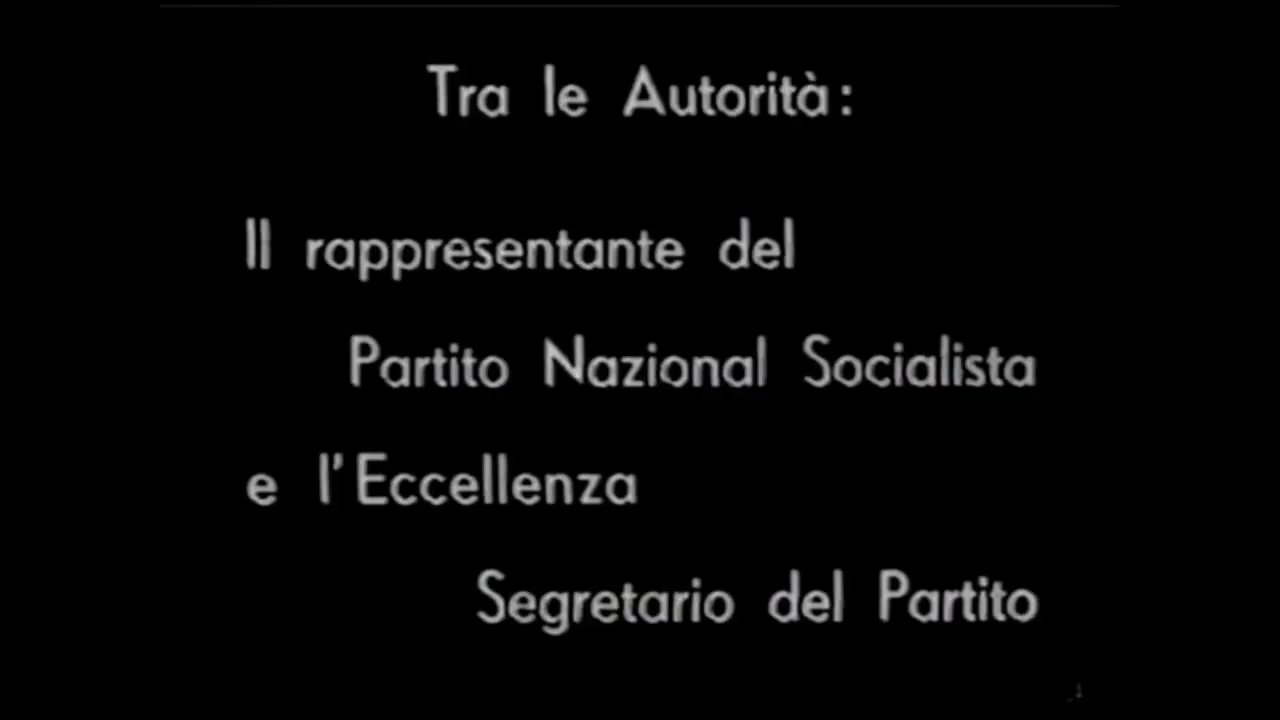 Tra le Autorità:
Il rappresentante del
Partito Nazional Socialista
e l'Eccellenza
Segretario del Partito